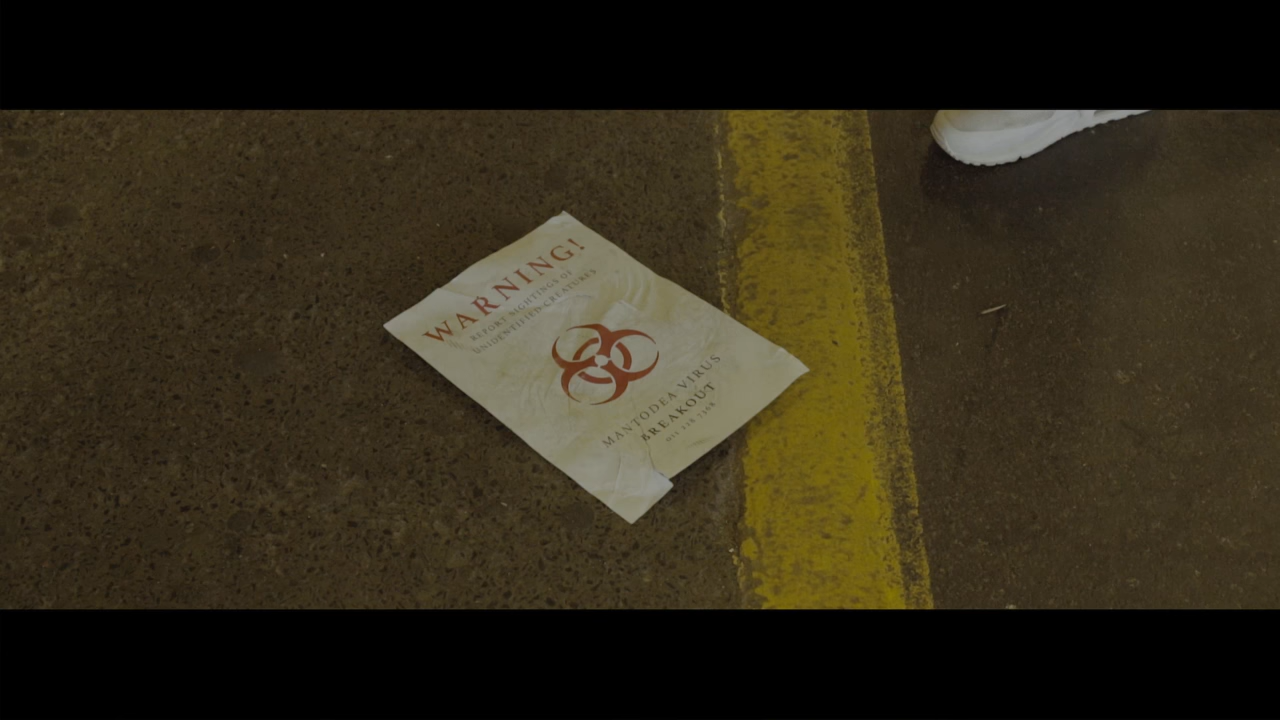 WARNING!
REPORT SIGHTINGS OF
UNIDENTIFIED CREATURES
MANTODEA VIRUS
BREAKOUT